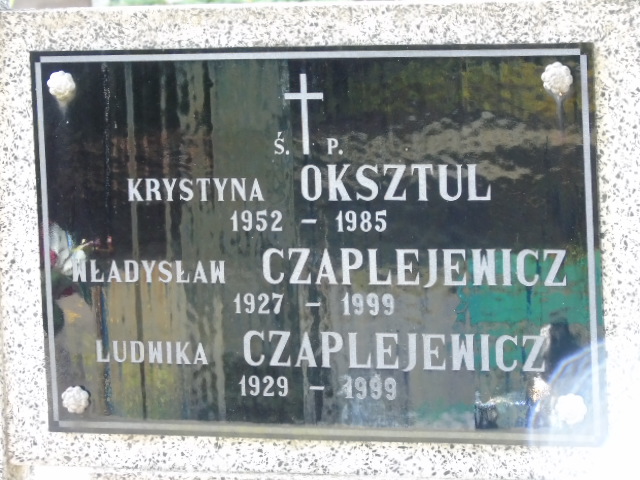 Ś. P.
KRYSTYNA OKSZTUL
1952 - 1985
WŁADYSŁAW CZAPLEJEWICZ
1927 - 1999
LUDWIKA CZAPLEJEWICZ
1929 - 1999